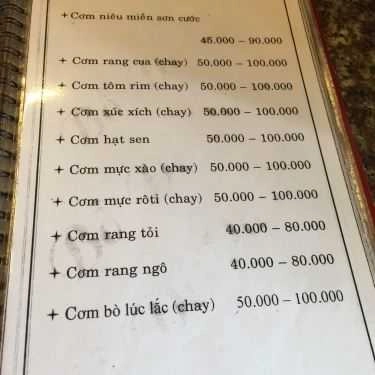 + Cơm niêu miền sơn cước
45.000 – 90.000
+ Cơm rang cua (chay) 50.000 – 100.000
+ Cơm tôm rim (chay) 50.000 – 100.000
+ Cơm xúc xích (chay) 50.000 – 100.000
+ Cơm hạt sen 50.000 – 100.000
+ Cơm mực xào (chay) 50.000 – 100.000
+ Cơm mực rôti (chay) 50.000 – 100.000
+ Cơm rang tỏi 40.000 – 80.000
+ Cơm rang ngô 40.000 – 80.000
+ Cơm bò lúc lắc (chay) 50.000 – 100.000